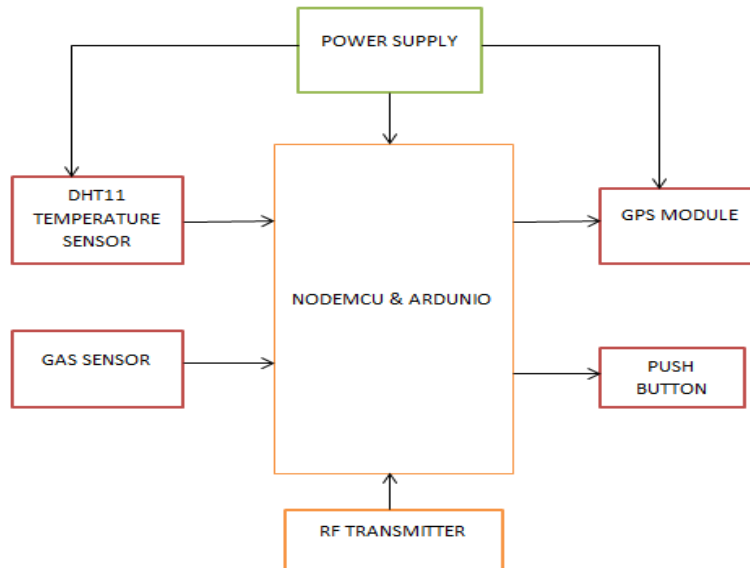 POWER SUPPLY
DHT11
TEMPERATURE
SENSOR
GPS MODULE
NODEMCU & ARDUNIO
GAS SENSOR
PUSH
BUTTON
RF TRANSMITTER